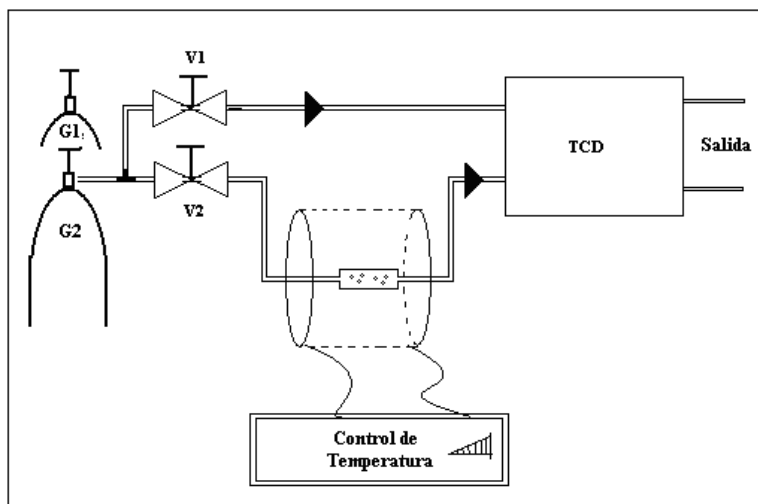 V1
G1
TCD
Salida
V2
G2
Control de
Temperatura